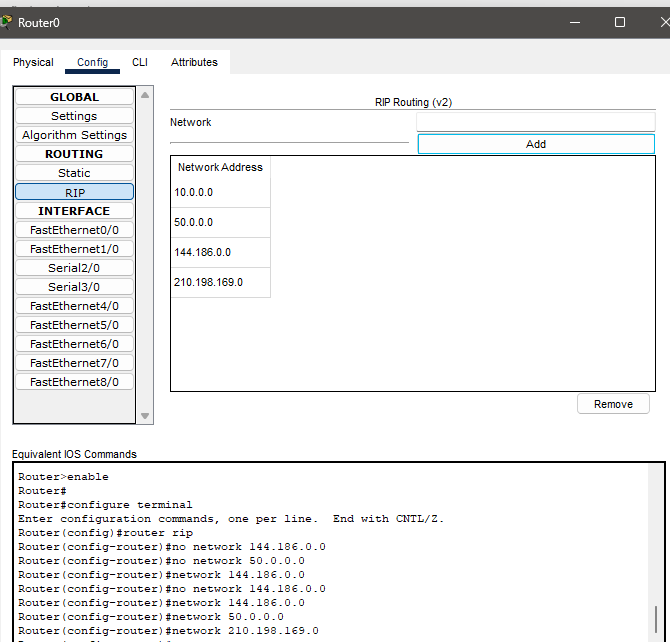 Router0
Physical Config CLI Attributes
GLOBAL
Settings
Algorithm Settings
ROUTING
Static
RIP
INTERFACE
FastEthernet0/0
FastEthernet1/0
Serial2/0
Serial3/0
FastEthernet4/0
FastEthernet5/0
FastEthernet6/0
FastEthernet7/0
FastEthernet8/0
RIP Routing (v2)
Network
Add
Network Address
10.0.0.0
50.0.0.0
144.186.0.0
210.198.169.0
Remove
Equivalent IOS Commands
Router>enable
Router#
Router#configure terminal
Enter configuration commands, one per line.  End with CNTL/Z.
Router(config)#router rip
Router(config-router)#no network 144.186.0.0
Router(config-router)#no network 50.0.0.0
Router(config-router)#network 144.186.0.0
Router(config-router)#no network 144.186.0.0
Router(config-router)#network 144.186.0.0
Router(config-router)#network 50.0.0.0
Router(config-router)#network 210.198.169.0